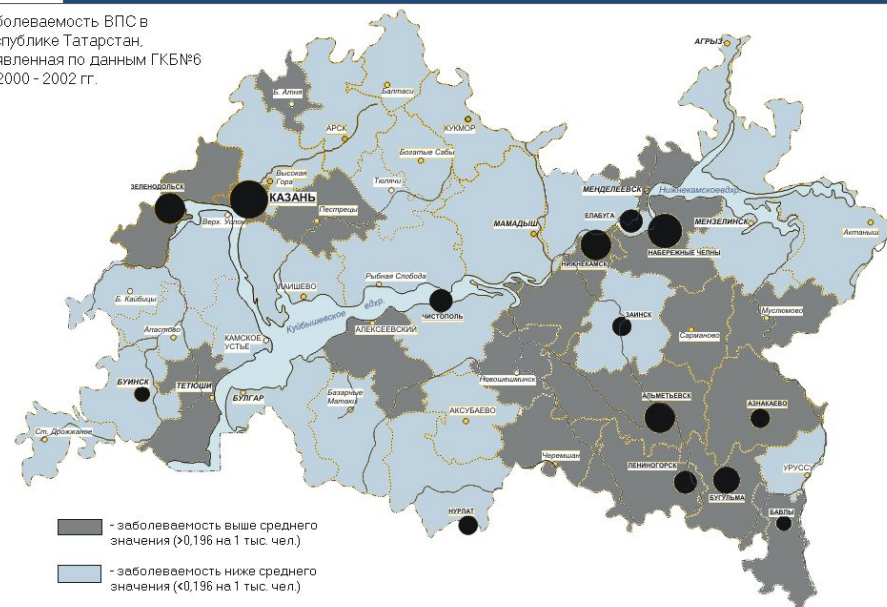 болеваемость ВПС в
спублике Татарстан,
явленная по данным ГКБ№6
2000 - 2002 гг.
АГРЫЗ
Б. Атня
Балтаси
АРСК
КУКМОР
Богатые Сабы
Высокая
Гора
Тюлячи
ЗЕЛЕНОДОЛЬСК
КАЗАНЬ
Пестрецы
Верх. Услон
МЕНДЕЛЕЕВСК
Нижнекамскоевдхр.
ЕЛАБУГА
МАМАДЫШ
МЕНЗЕЛИНСК
Актаныш
НАБЕРЕЖНЫЕ ЧЕЛНЫ
НИЖНЕКАМСК
Рыбная Слобода
ЛАИШЕВО
Б. Кайбицы
Куйбышевское вдхр.
ЧИСТОПОЛЬ
Муслюмово
Апастово
КАМСКОЕ
УСТЬЕ
АЛЕКСЕЕВСКИЙ
ЗАИНСК
Сарманово
Новошешминск
БУИНСК
ТЕТЮШИ
БУЛГАР
Базарные
Матаки
АКСУБАЕВО
АЛЬМЕТЬЕВСК
АЗНАКАЕВО
Ст. Дрожжаное
Черемшан
ЛЕНИНОГОРСК
БУГУЛЬМА
УРУССУ
НУРЛАТ
БАВЛЫ
- заболеваемость выше среднего
значения (>0,196 на 1 тыс. чел.)
- заболеваемость ниже среднего
значения (<0,196 на 1 тыс. чел.)